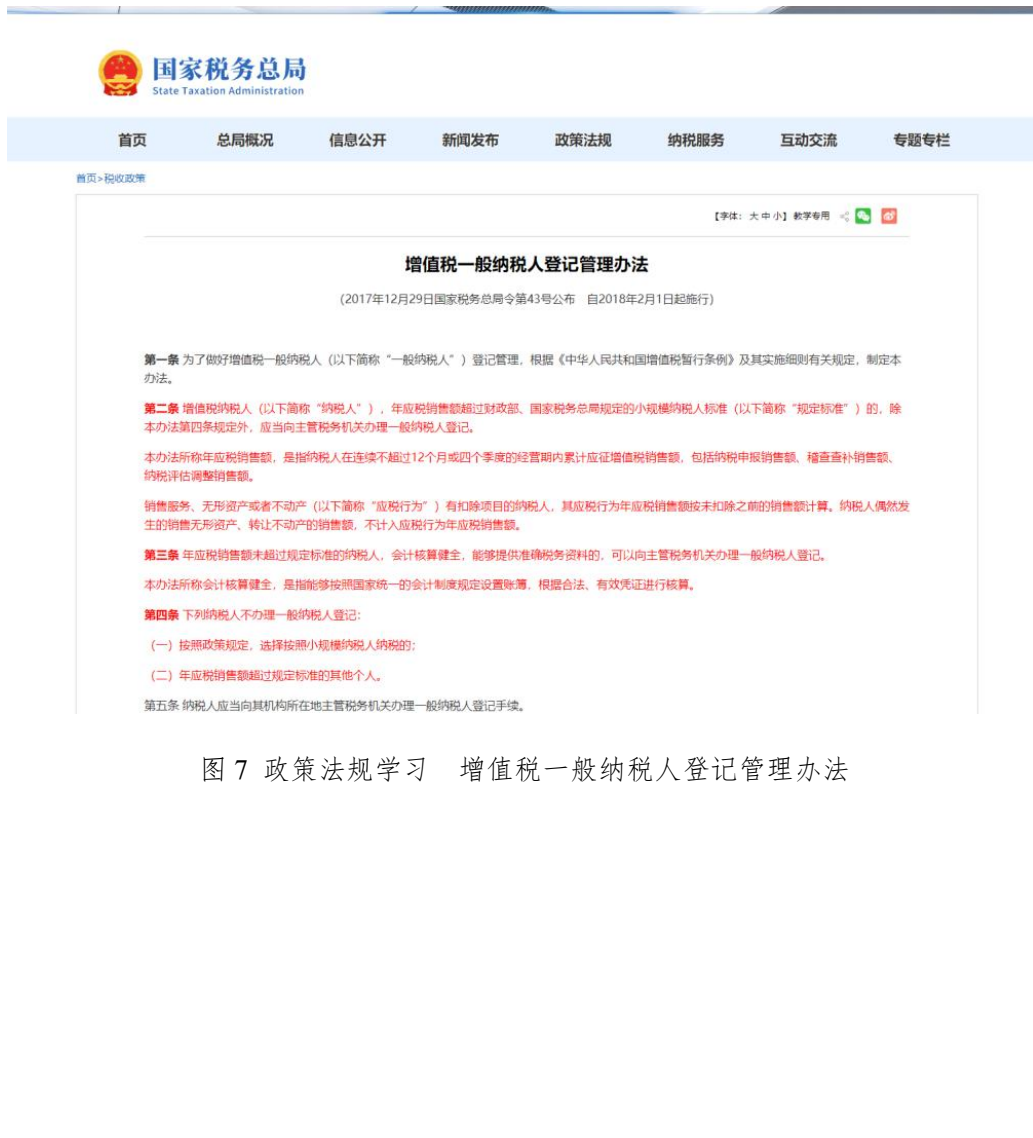 国家税务总局
State Taxation Administration
首页 总局概况 信息公开 新闻发布 政策法规 纳税服务 互动交流 专题专栏
首页>税收政策
【字体：大 中 小】教学专用
增值税一般纳税人登记管理办法
(2017年12月29日国家税务总局令第43号公布 自2018年2月1日起施行)
第一条 为了做好增值税一般纳税人（以下简称“一般纳税人”）登记管理，根据《中华人民共和国增值税暂行条例》及其实施细则有关规定，制定本
办法。
第二条 增值税纳税人（以下简称“纳税人”），年应税销售额超过财政部、国家税务总局规定的小规模纳税人标准（以下简称“规定标准”）的，除
本办法第四条规定外，应当向主管税务机关办理一般纳税人登记。
本办法所称年应税销售额，是指纳税人在连续不超过12个月或四个季度的经营期内累计应征增值税销售额，包括纳税申报销售额、稽查查补销售额、
纳税评估调整销售额。
销售服务、无形资产或者不动产（以下简称“应税行为”）有扣除项目的纳税人，其应税行为年应税销售额按未扣除之前的销售额计算。纳税人偶然发
生的销售无形资产、转让不动产的销售额，不计入应税行为年应税销售额。
第三条 年应税销售额未超过规定标准的纳税人，会计核算健全，能够提供准确税务资料的，可以向主管税务机关办理一般纳税人登记。
本办法所称会计核算健全，是指能够按照国家统一的会计制度规定设置账簿，根据合法、有效凭证进行核算。
第四条 下列纳税人不办理一般纳税人登记：
（一）按照政策规定，选择按照小规模纳税人纳税的；
（二）年应税销售额超过规定标准的其他个人。
第五条 纳税人应当向其机构所在地主管税务机关办理一般纳税人登记手续。
图 7 政策法规学习 增值税一般纳税人登记管理办法